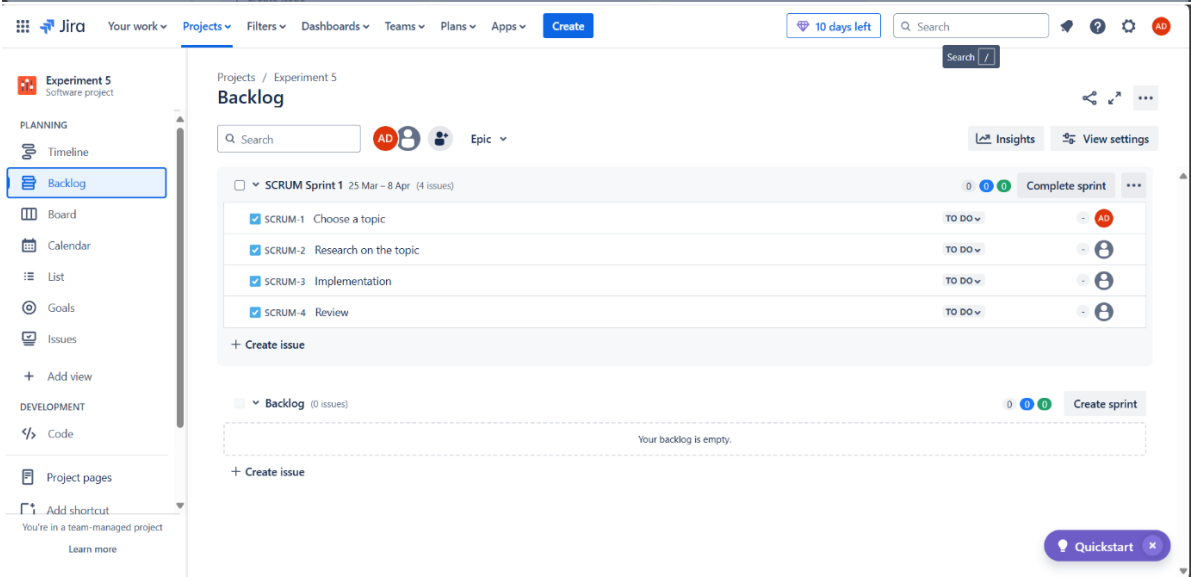 Jira Your work Projects Filters Dashboards Teams Plans Apps Create 10 days left Search AD
Search /
Experiment 5
Software project
PLANNING
Timeline
Backlog
Board
Calendar
List
Goals
Issues
+ Add view
DEVELOPMENT
</> Code
Project pages
Add shortcut
You're in a team-managed project
Learn more
Projects / Experiment 5
Backlog
Search AD Epic Insights View settings
SCRUM Sprint 1 25 Mar – 8 Apr (4 issues) 0 0 0 Complete sprint ...
SCRUM-1 Choose a topic TO DO - AD
SCRUM-2 Research on the topic TO DO -
SCRUM-3 Implementation TO DO -
SCRUM-4 Review TO DO -
+ Create issue
Backlog (0 issues) 0 0 0 Create sprint
Your backlog is empty.
+ Create issue
Quickstart ×